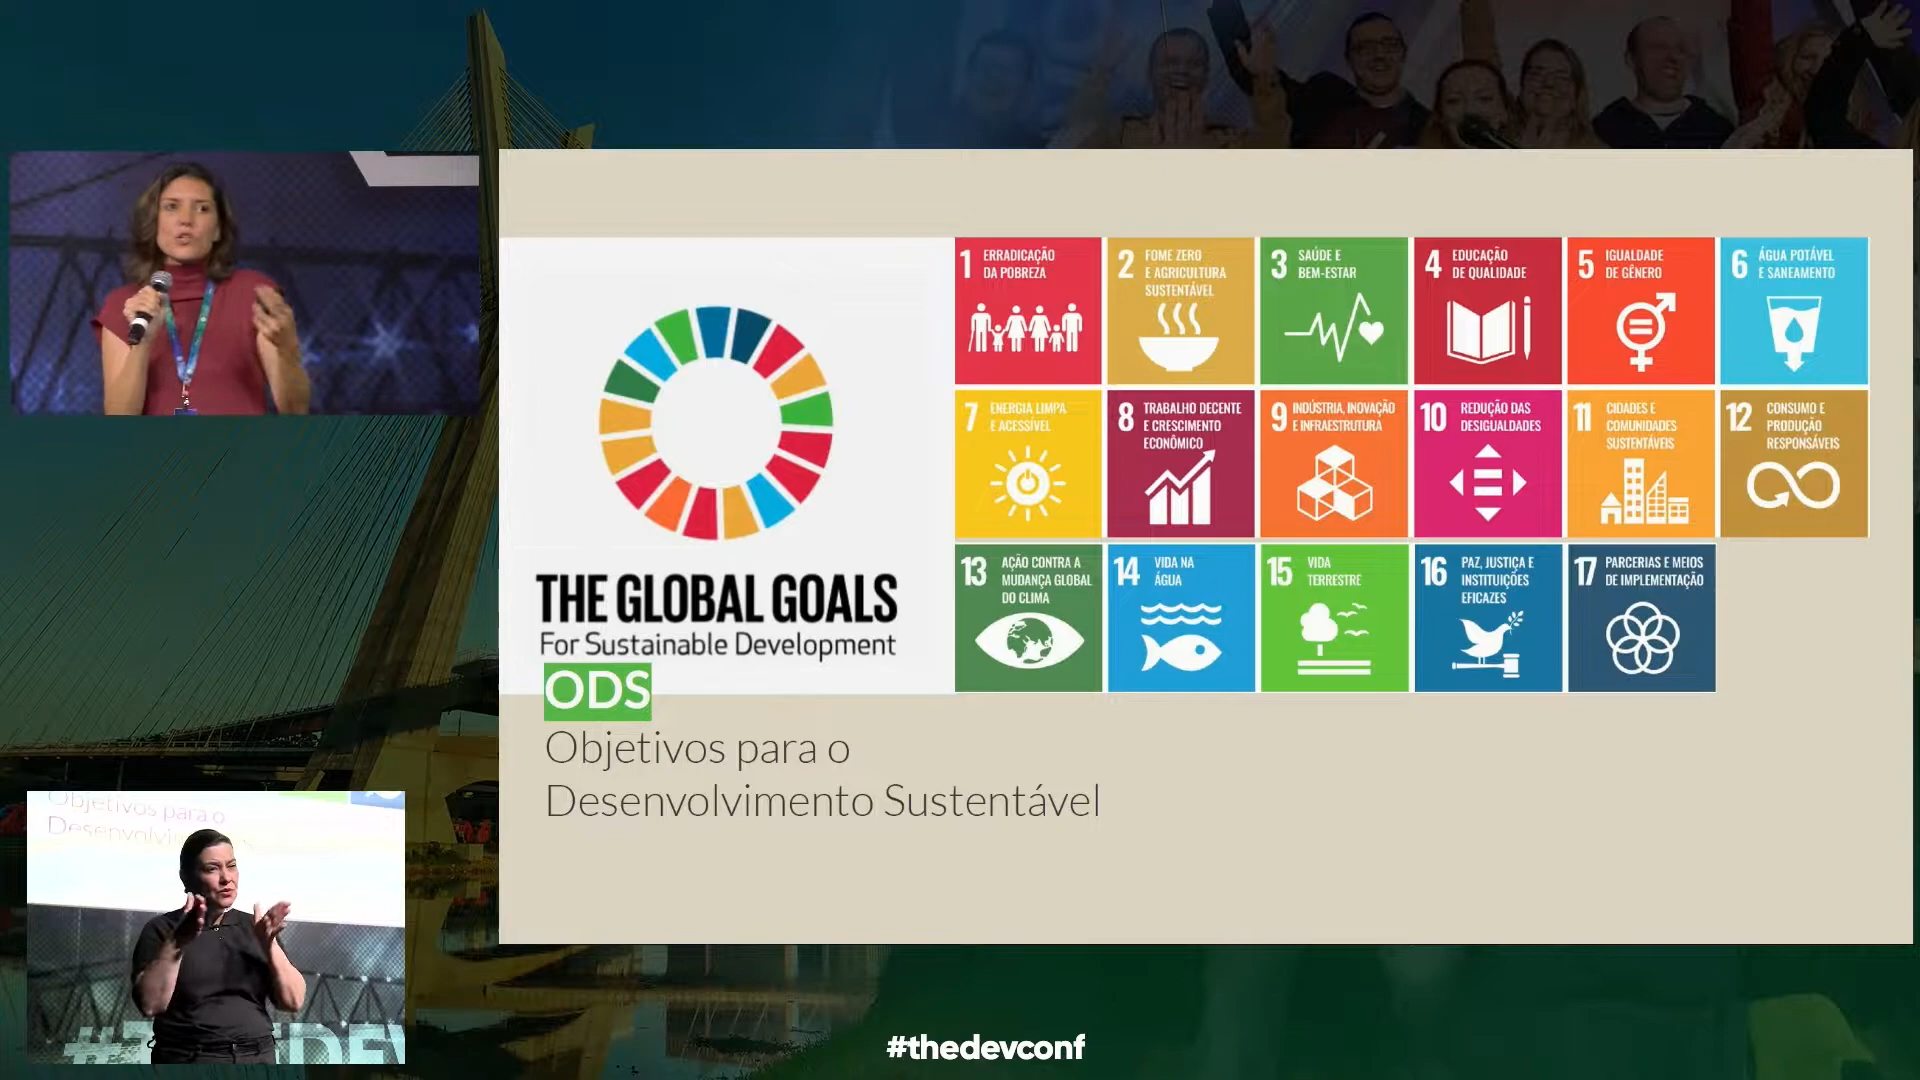 1 ERRADICAÇÃO
DA POBREZA
2 FOME ZERO
E AGRICULTURA
SUSTENTÁVEL
3 SAÚDE E
BEM-ESTAR
4 EDUCAÇÃO
DE QUALIDADE
5 IGUALDADE
DE GÊNERO
6 ÁGUA POTÁVEL
E SANEAMENTO
7 ENERGIA LIMPA
E ACESSÍVEL
8 TRABALHO DECENTE
E CRESCIMENTO
ECONÔMICO
9 INDÚSTRIA, INOVAÇÃO
E INFRAESTRUTURA
10 REDUÇÃO DAS
DESIGUALDADES
11 CIDADES E
COMUNIDADES
SUSTENTÁVEIS
12 CONSUMO E
PRODUÇÃO
RESPONSÁVEIS
13 AÇÃO CONTRA A
MUDANÇA GLOBAL
DO CLIMA
14 VIDA NA
ÁGUA
15 VIDA
TERRESTRE
16 PAZ, JUSTIÇA E
INSTITUIÇÕES
EFICAZES
17 PARCERIAS E MEIOS
DE IMPLEMENTAÇÃO
THE GLOBAL GOALS
For Sustainable Development
ODS
Objetivos para o
Desenvolvimento Sustentável
Objetivos para o
#thedevconf